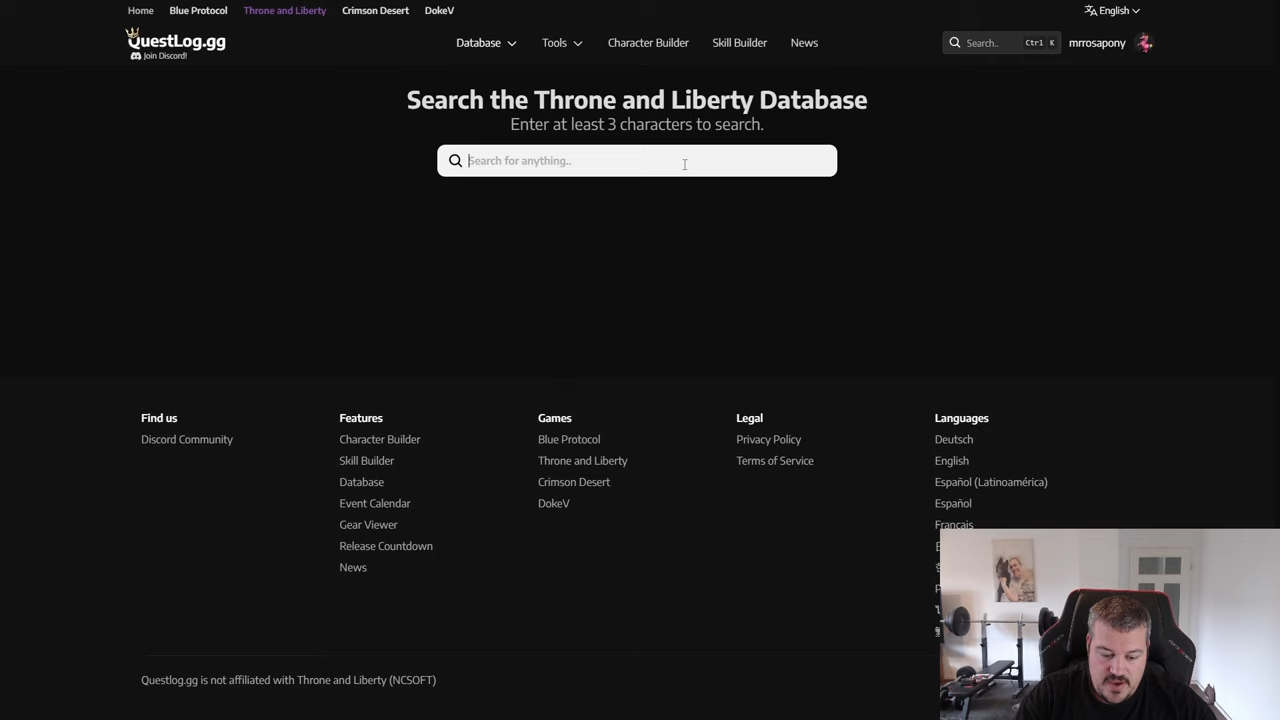 Home Blue Protocol Throne and Liberty Crimson Desert DokeV English
QuestLog.gg
Join Discord!
Database Tools Character Builder Skill Builder News Search.. Ctrl K mrrosapony
Search the Throne and Liberty Database
Enter at least 3 characters to search.
Search for anything..
Find us
Discord Community
Features
Character Builder
Skill Builder
Database
Event Calendar
Gear Viewer
Release Countdown
News
Games
Blue Protocol
Throne and Liberty
Crimson Desert
DokeV
Legal
Privacy Policy
Terms of Service
Languages
Deutsch
English
Español (Latinoamérica)
Español
Français
Questlog.gg is not affiliated with Throne and Liberty (NCSOFT)